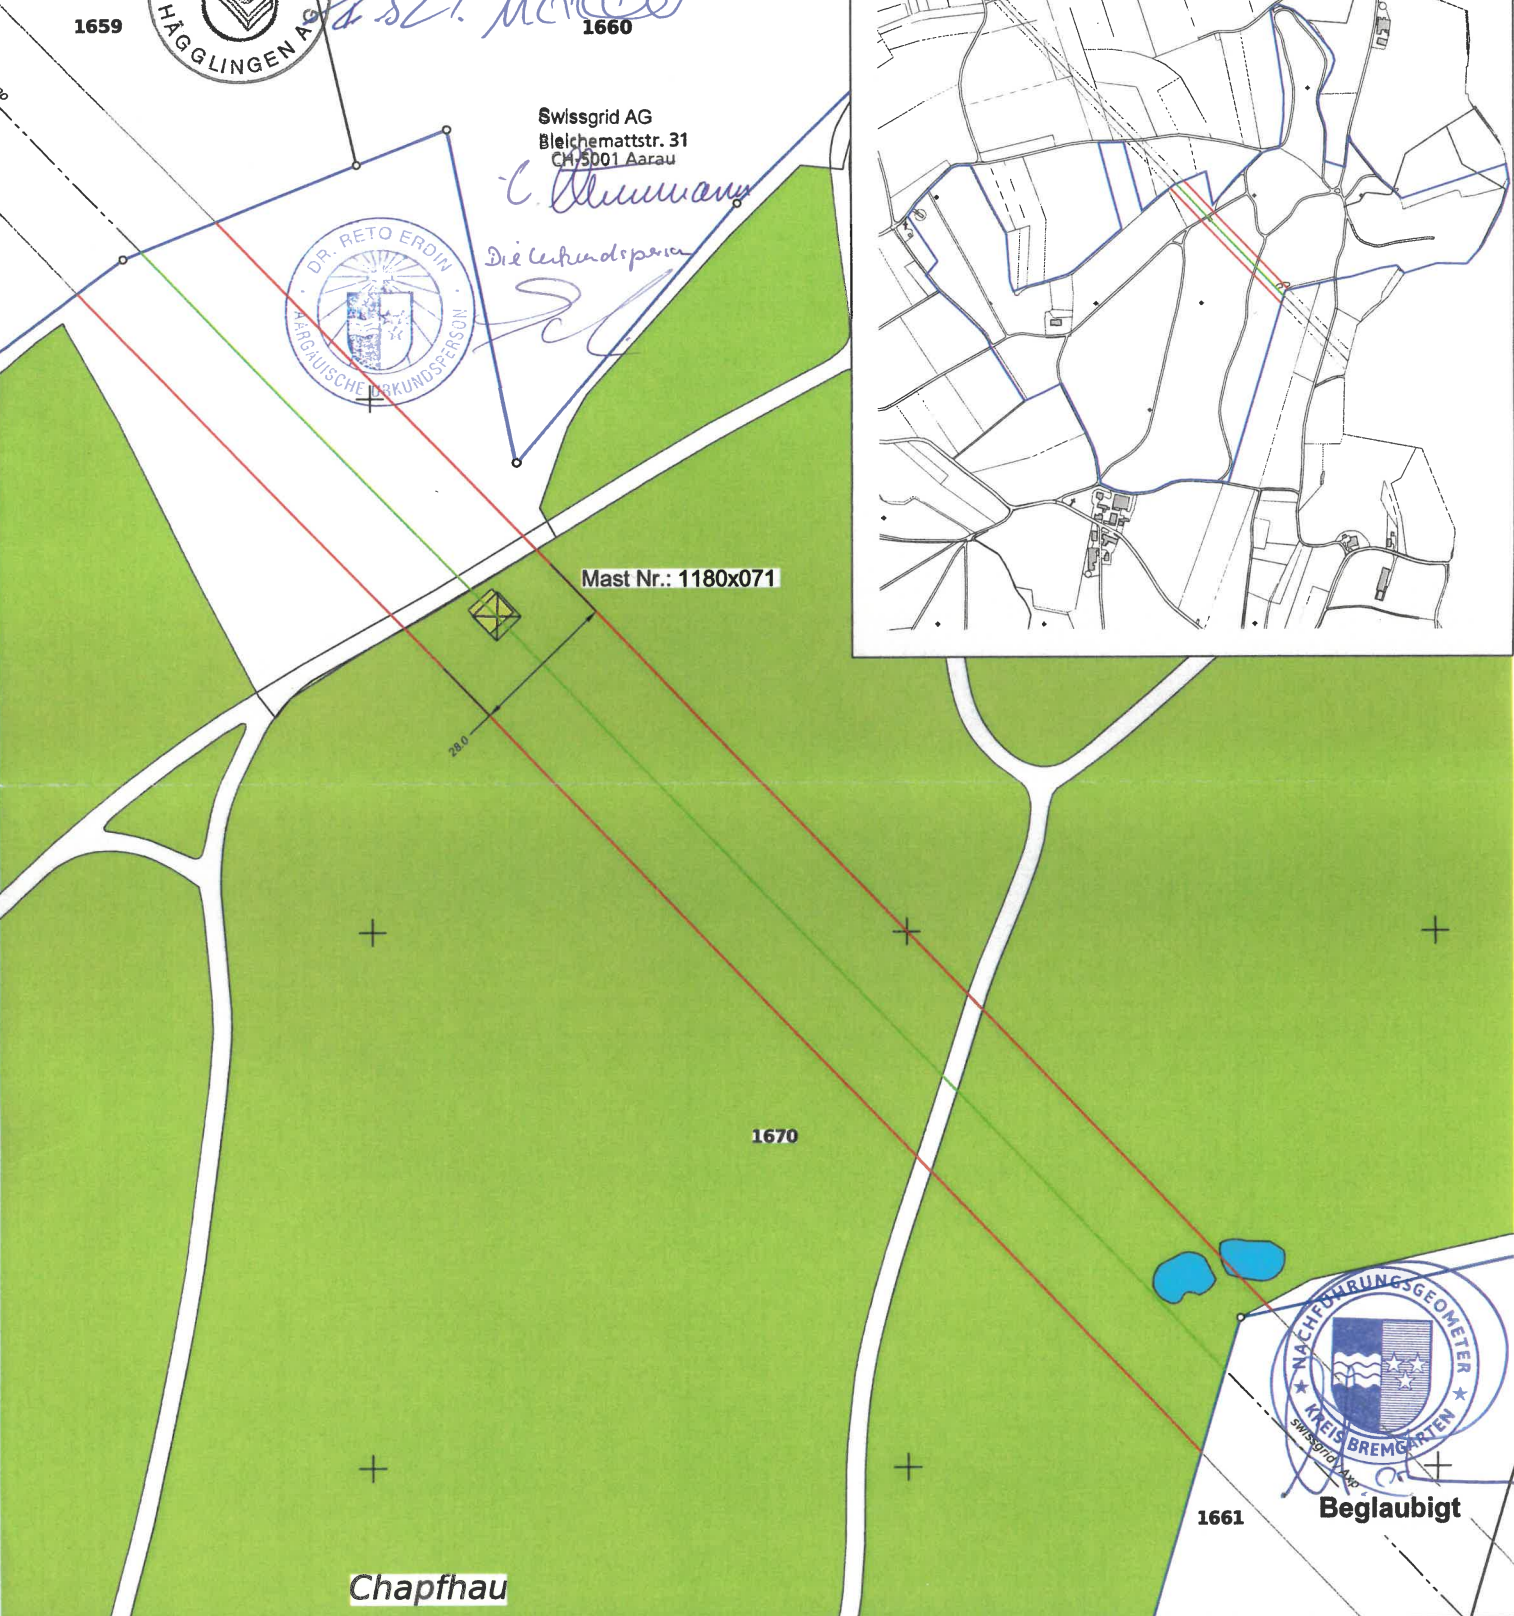 1659
1660
HÄGGLINGEN AG
Swissgrid AG
Bleichemattstr. 31
CH-5001 Aarau
DR. RETO ERDIN
AARGAUISCHE URKUNDSPERSON
Die Urkundsperson
Mast Nr.: 1180x071
28.0
1670
NACHFÜHRUNGSGEOMETER
KREIS BREMGARTEN
swissgrid / Axpo
Beglaubigt
1661
Chapfhau